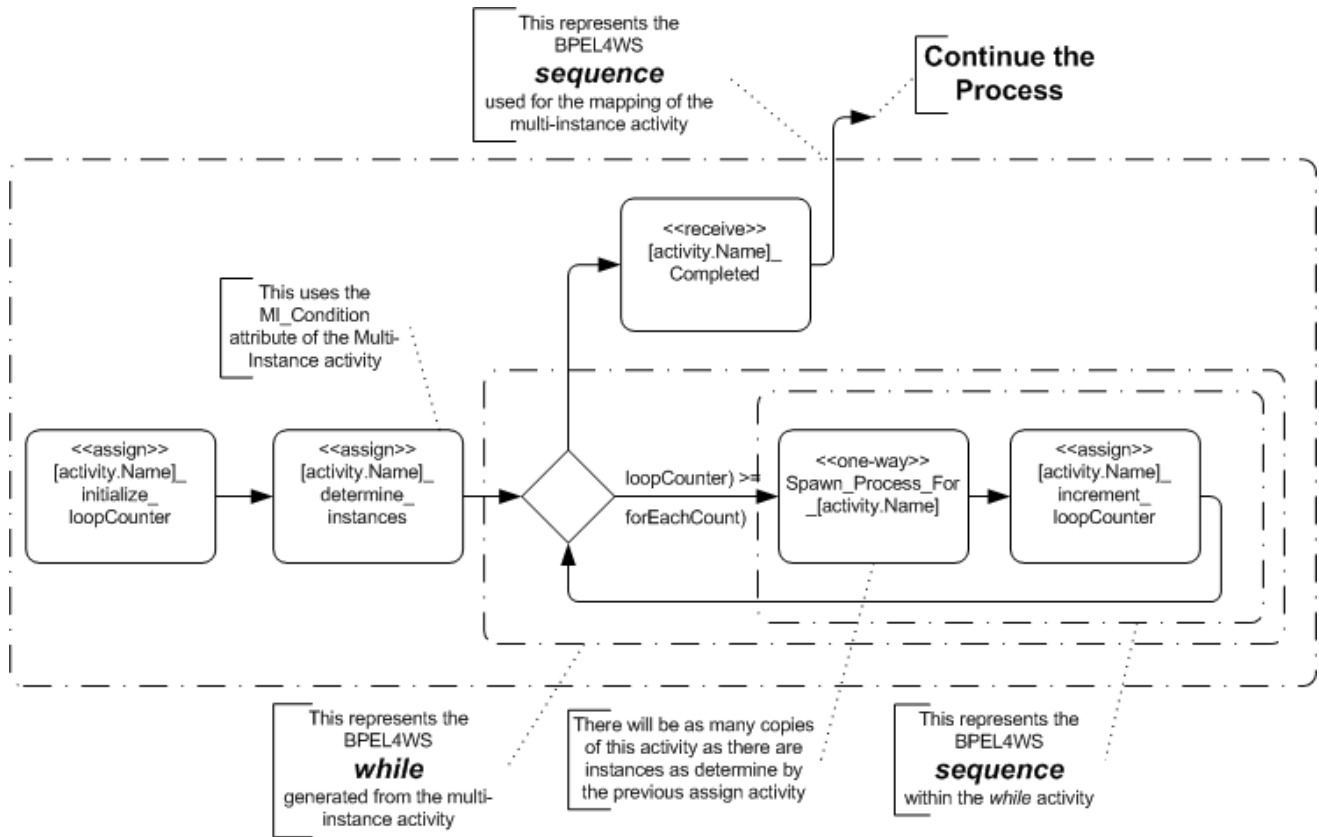 This represents the
BPEL4WS
sequence
used for the mapping of the
multi-instance activity
Continue the
Process
<<receive>>
[activity.Name]_
Completed
This uses the
MI_Condition
attribute of the Multi-
Instance activity
<<assign>>
[activity.Name]_
initialize_
loopCounter
<<assign>>
[activity.Name]_
determine_
instances
loopCounter) >=
forEachCount)
<<one-way>>
Spawn_Process_For
_[activity.Name]
<<assign>>
[activity.Name]_
increment_
loopCounter
This represents the
BPEL4WS
while
generated from the multi-
instance activity
There will be as many copies
of this activity as there are
instances as determine by
the previous assign activity
This represents the
BPEL4WS
sequence
within the while activity